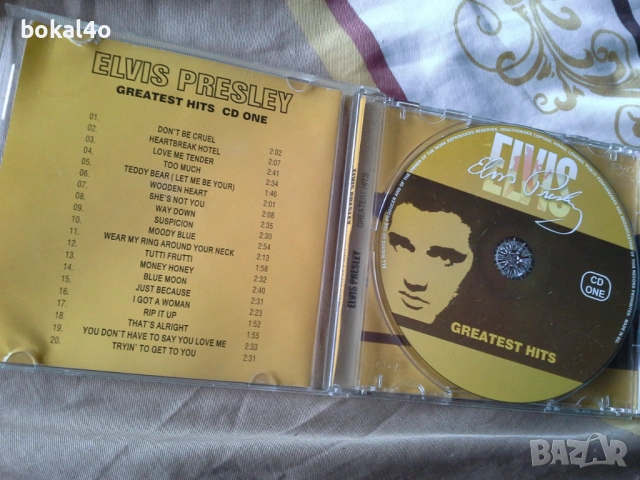 bokal4o
ELVIS PRESLEY
GREATEST HITS CD ONE
01. DON'T BE CRUEL 2:02
02. HEARTBREAK HOTEL 2:07
03. LOVE ME TENDER 2:41
04. TOO MUCH 2:34
05. TEDDY BEAR ( LET ME BE YOUR) 1:46
06. WOODEN HEART 2:01
07. SHE'S NOT YOU 2:08
08. WAY DOWN 2:35
09. SUSPICION 2:30
10. MOODY BLUE 2:54
11. WEAR MY RING AROUND YOUR NECK 2:13
12. TUTTI FRUTTI 1:58
13. MONEY HONEY 2:32
14. BLUE MOON 2:40
15. JUST BECAUSE 2:31
16. I GOT A WOMAN 2:22
17. RIP IT UP 1:52
18. THAT'S ALRIGHT 1:55
19. YOU DON'T HAVE TO SAY YOU LOVE ME 2:33
20. TRYIN' TO GET TO YOU 2:31
ELVIS PRESLEY
GREATEST HITS
ELVIS
Elvis Presley
CD
ONE
GREATEST HITS
BAZAR